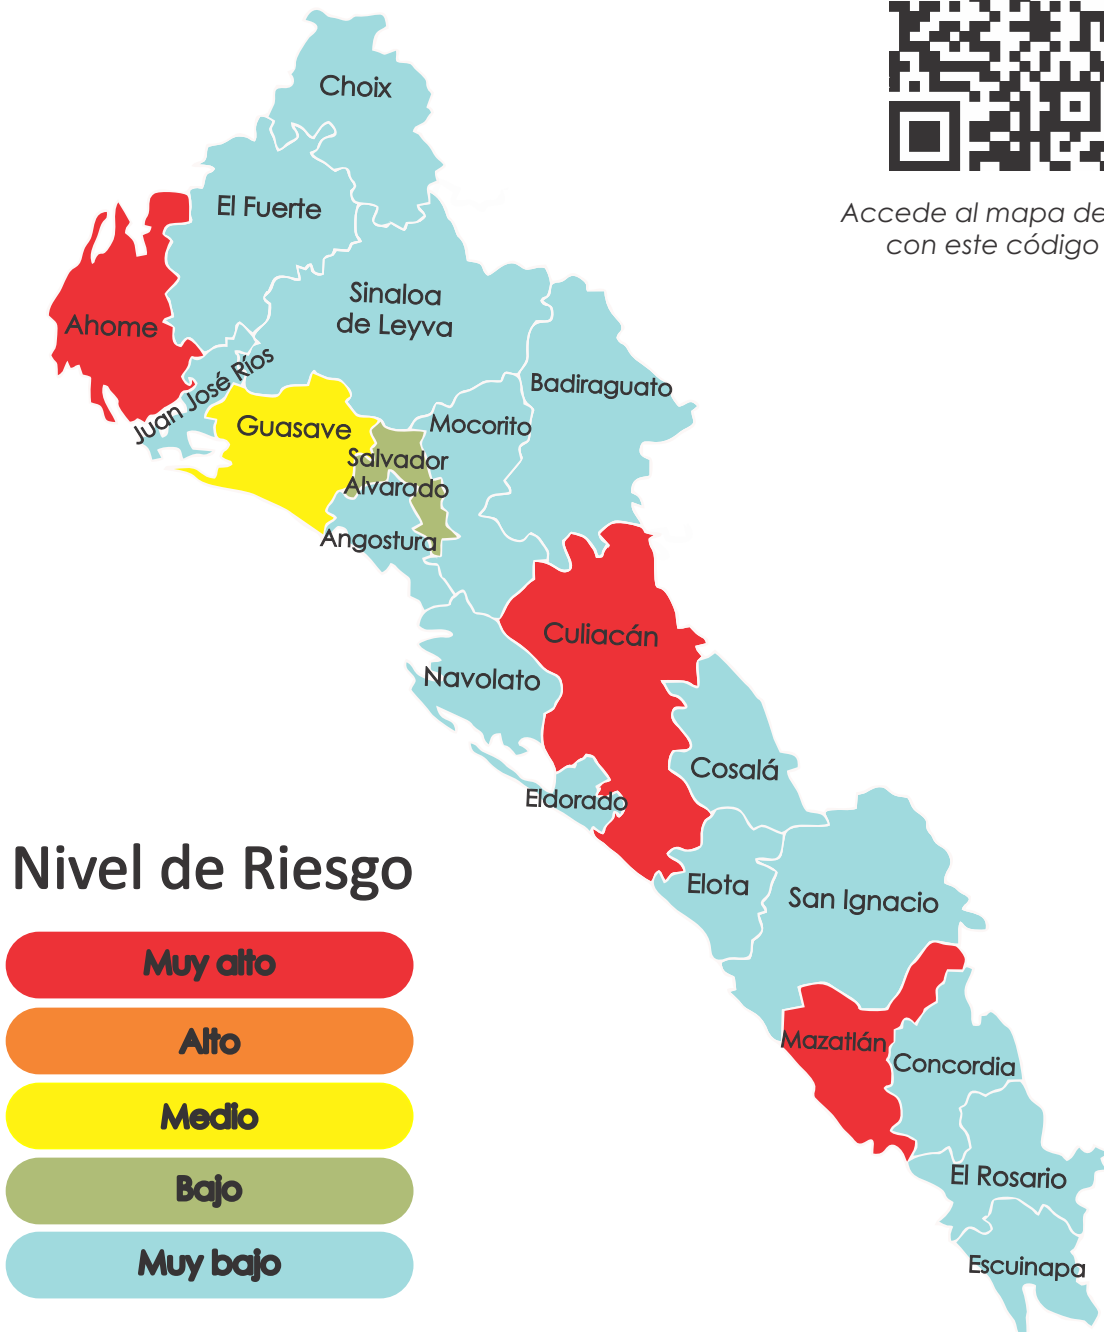 Choix
Accede al mapa de
con este código
El Fuerte
Sinaloa
de Leyva
Ahome
Juan José Ríos
Badiraguato
Guasave
Mocorito
Salvador
Alvarado
Angostura
Culiacán
Navolato
Cosalá
Eldorado
Elota
San Ignacio
Mazatlán
Concordia
El Rosario
Escuinapa
Nivel de Riesgo
Muy alto
Alto
Medio
Bajo
Muy bajo